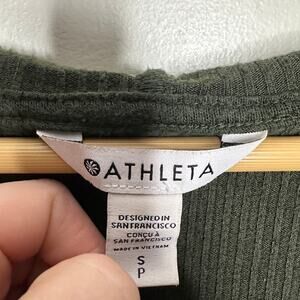 ATHLETA
DESIGNED IN
SAN FRANCISCO
CONÇU À
SAN FRANCISCO
MADE IN VIETNAM
S
P